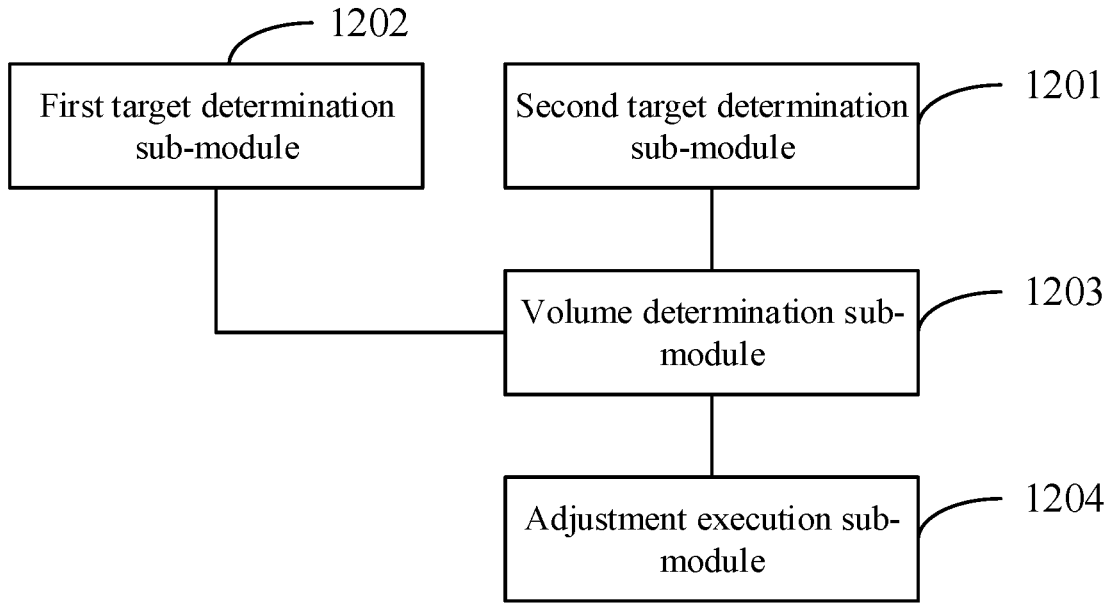 1202
First target determination
sub-module
1201
Second target determination
sub-module
1203
Volume determination sub-
module
1204
Adjustment execution sub-
module